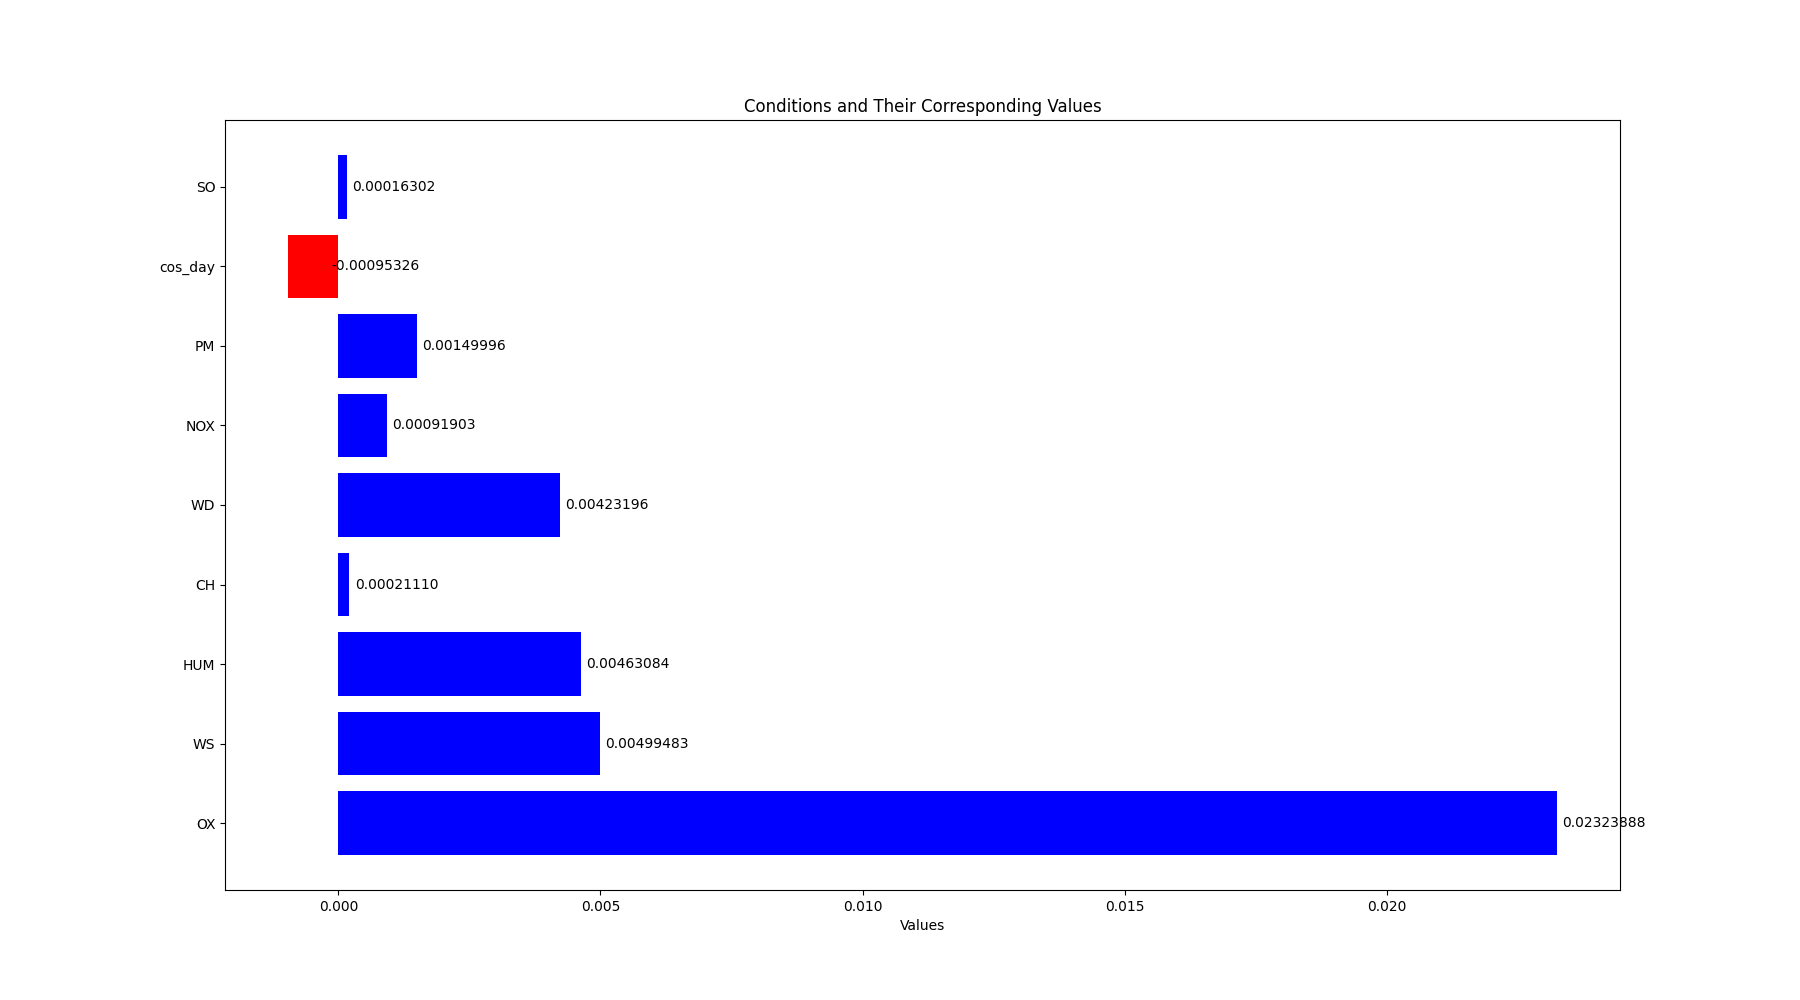 Conditions and Their Corresponding Values
SO 0.00016302
cos_day -0.00095326
PM 0.00149996
NOX 0.00091903
WD 0.00423196
CH 0.00021110
HUM 0.00463084
WS 0.00499483
OX 0.02323888
0.000 0.005 0.010 0.015 0.020
Values